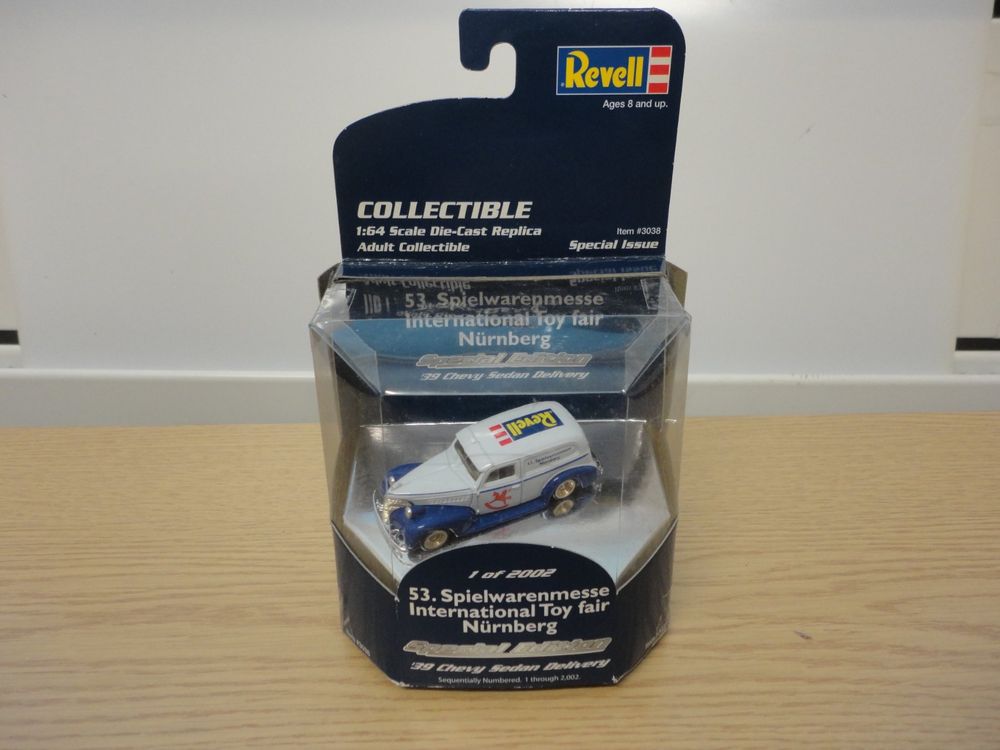 Revell
Ages 8 and up.
COLLECTIBLE
1:64 Scale Die-Cast Replica
Adult Collectible
Item #3038
Special Issue
53. Spielwarenmesse
International Toy fair
Nürnberg
Special Edition
'39 Chevy Sedan Delivery
Revell
1 of 2002
53. Spielwarenmesse
International Toy fair
Nürnberg
Special Edition
'39 Chevy Sedan Delivery
Sequentially Numbered. 1 through 2,002.